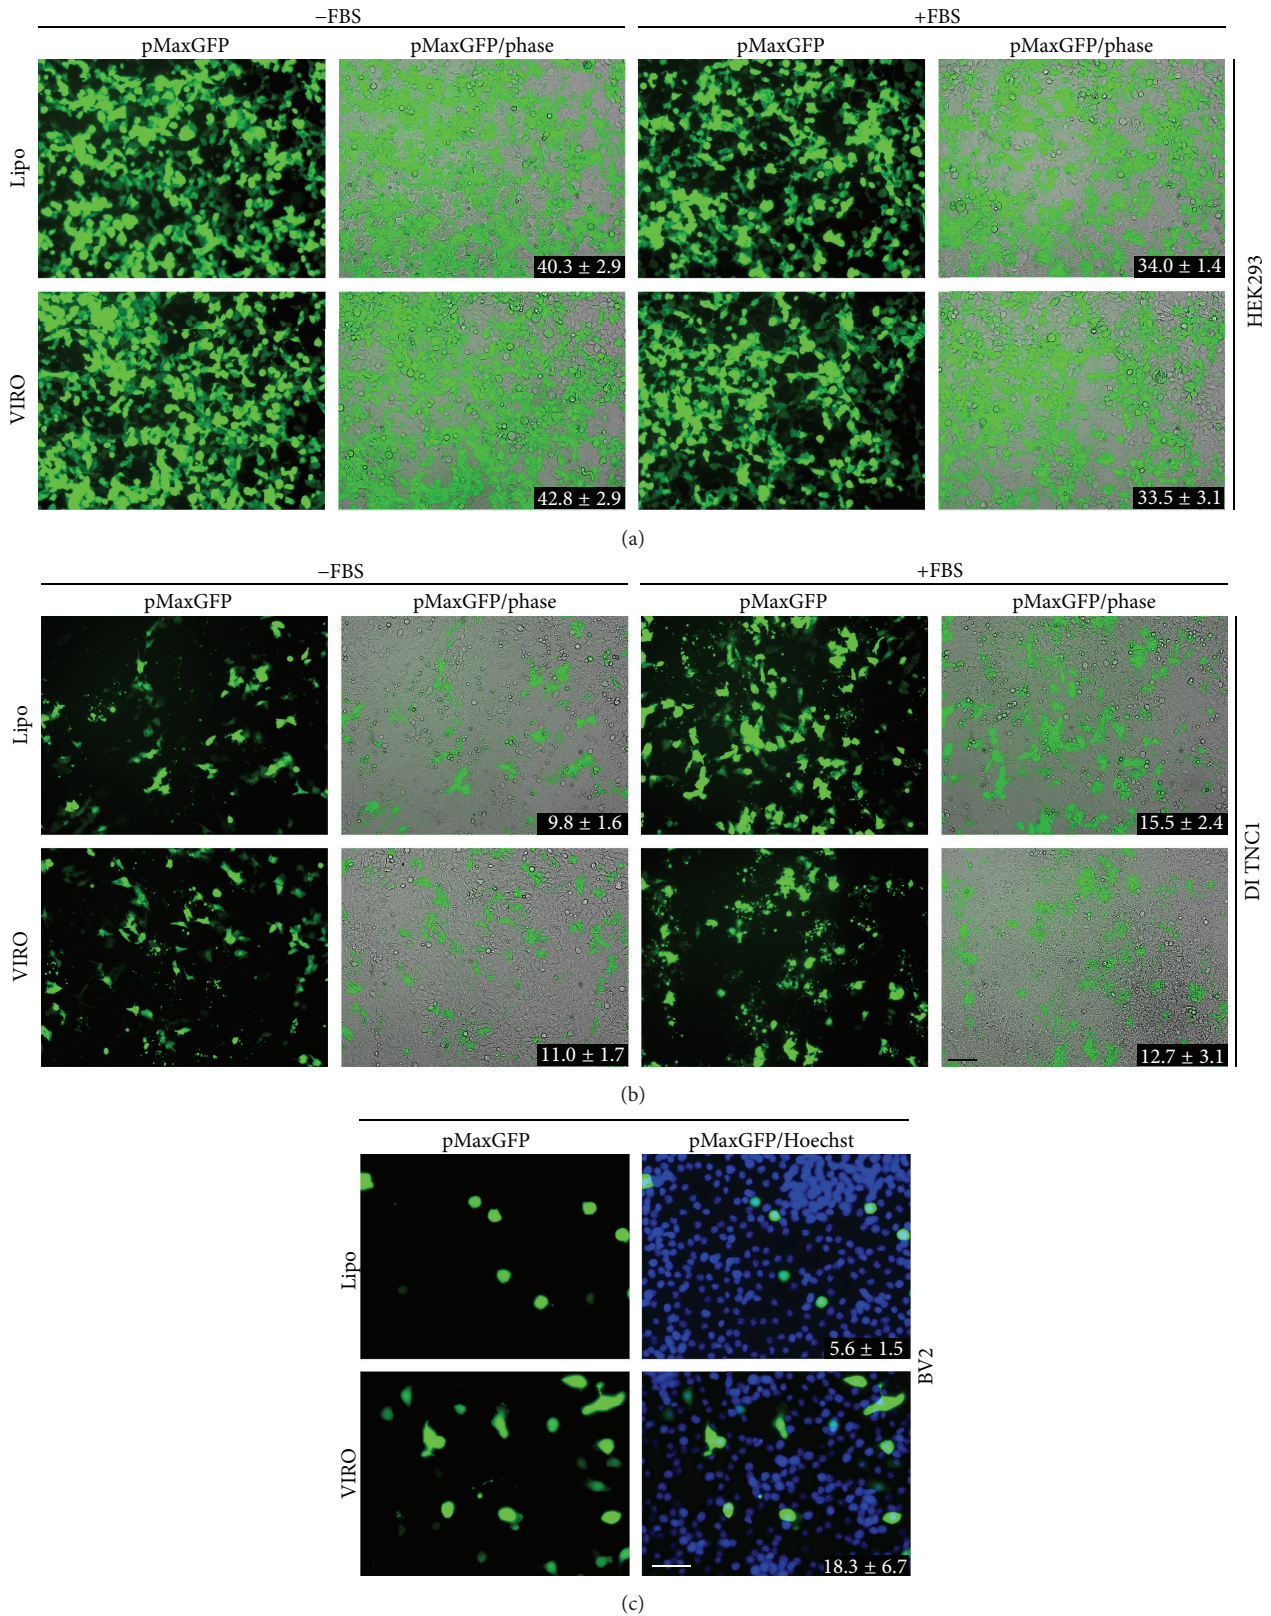 −FBS +FBS
pMaxGFP pMaxGFP/phase pMaxGFP pMaxGFP/phase
Lipo
40.3 ± 2.9
34.0 ± 1.4
HEK293
VIRO
42.8 ± 2.9
33.5 ± 3.1
(a)
−FBS +FBS
pMaxGFP pMaxGFP/phase pMaxGFP pMaxGFP/phase
Lipo
9.8 ± 1.6
15.5 ± 2.4
DI TNC1
VIRO
11.0 ± 1.7
12.7 ± 3.1
(b)
pMaxGFP pMaxGFP/Hoechst
Lipo
5.6 ± 1.5
BV2
VIRO
18.3 ± 6.7
(c)